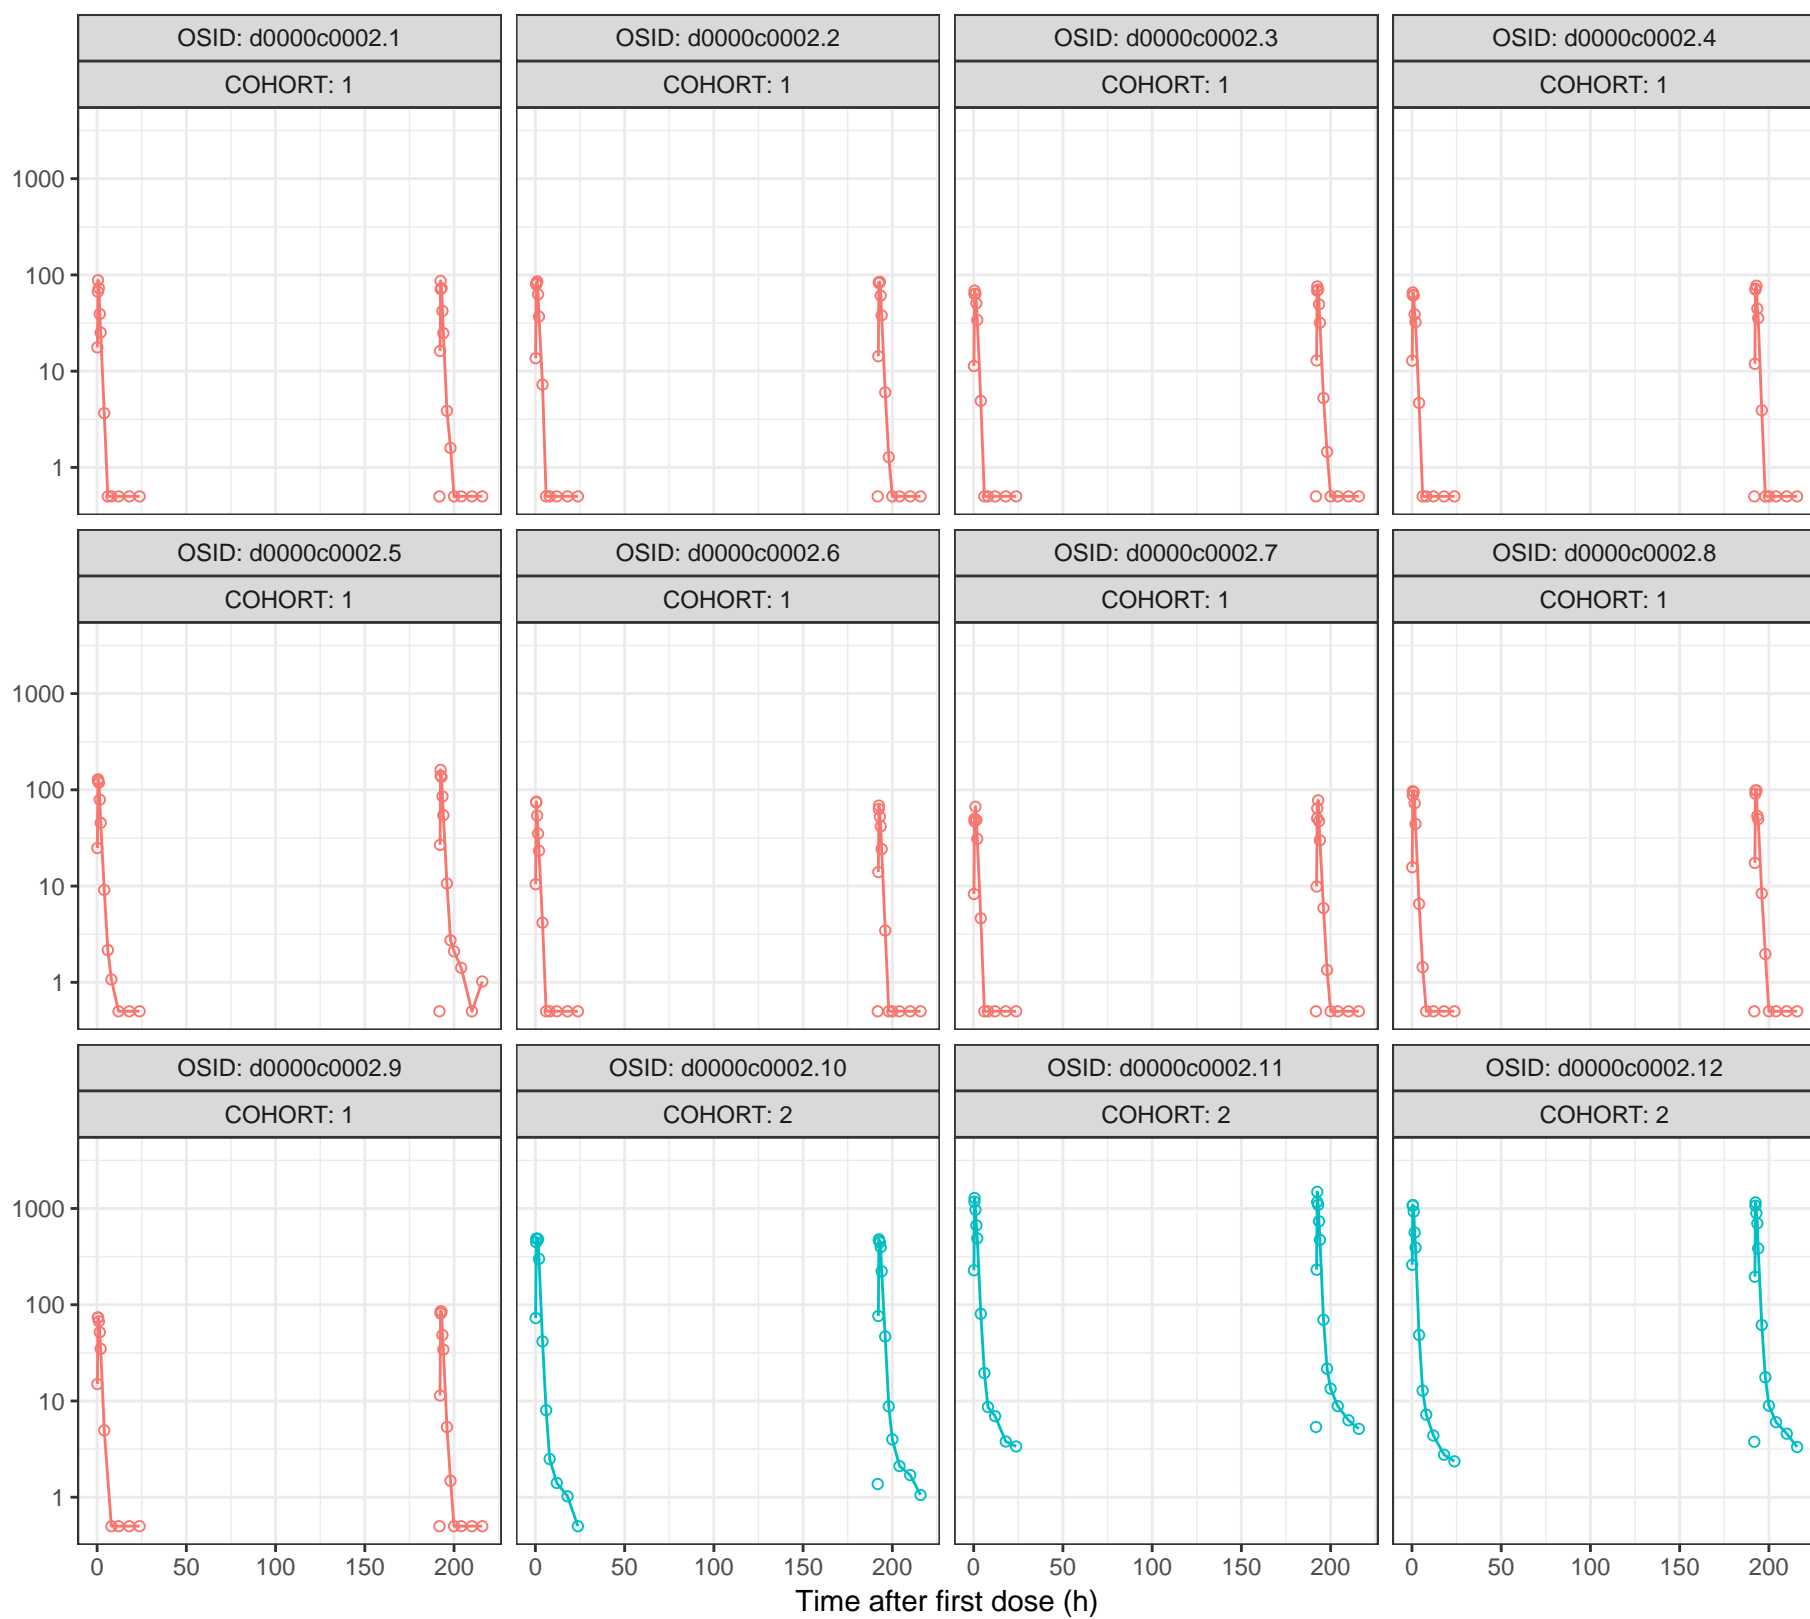 OSID: d0000c0002.1 OSID: d0000c0002.2 OSID: d0000c0002.3 OSID: d0000c0002.4
COHORT: 1 COHORT: 1 COHORT: 1 COHORT: 1
1000
100
10
1
OSID: d0000c0002.5 OSID: d0000c0002.6 OSID: d0000c0002.7 OSID: d0000c0002.8
COHORT: 1 COHORT: 1 COHORT: 1 COHORT: 1
1000
100
10
1
OSID: d0000c0002.9 OSID: d0000c0002.10 OSID: d0000c0002.11 OSID: d0000c0002.12
COHORT: 1 COHORT: 2 COHORT: 2 COHORT: 2
1000
100
10
1
0 50 100 150 200 0 50 100 150 200 0 50 100 150 200 0 50 100 150 200
Time after first dose (h)